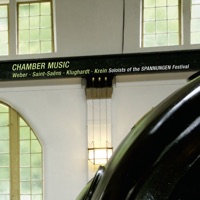 CHAMBER MUSIC
Weber · Saint-Saëns · Klughardt · Krein Soloists of the SPANNUNGEN Festival